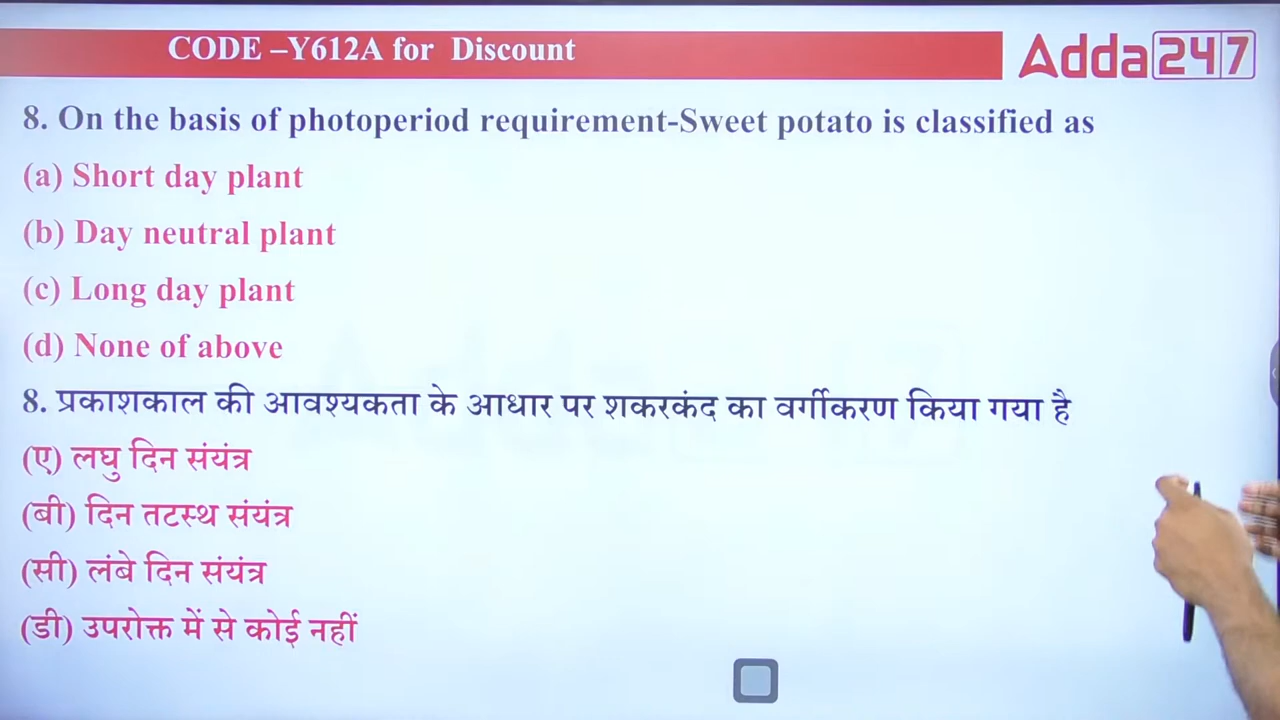 CODE –Y612A for Discount
Adda247
8. On the basis of photoperiod requirement-Sweet potato is classified as
(a) Short day plant
(b) Day neutral plant
(c) Long day plant
(d) None of above
8. प्रकाशकाल की आवश्यकता के आधार पर शकरकंद का वर्गीकरण किया गया है
(ए) लघु दिन संयंत्र
(बी) दिन तटस्थ संयंत्र
(सी) लंबे दिन संयंत्र
(डी) उपरोक्त में से कोई नहीं